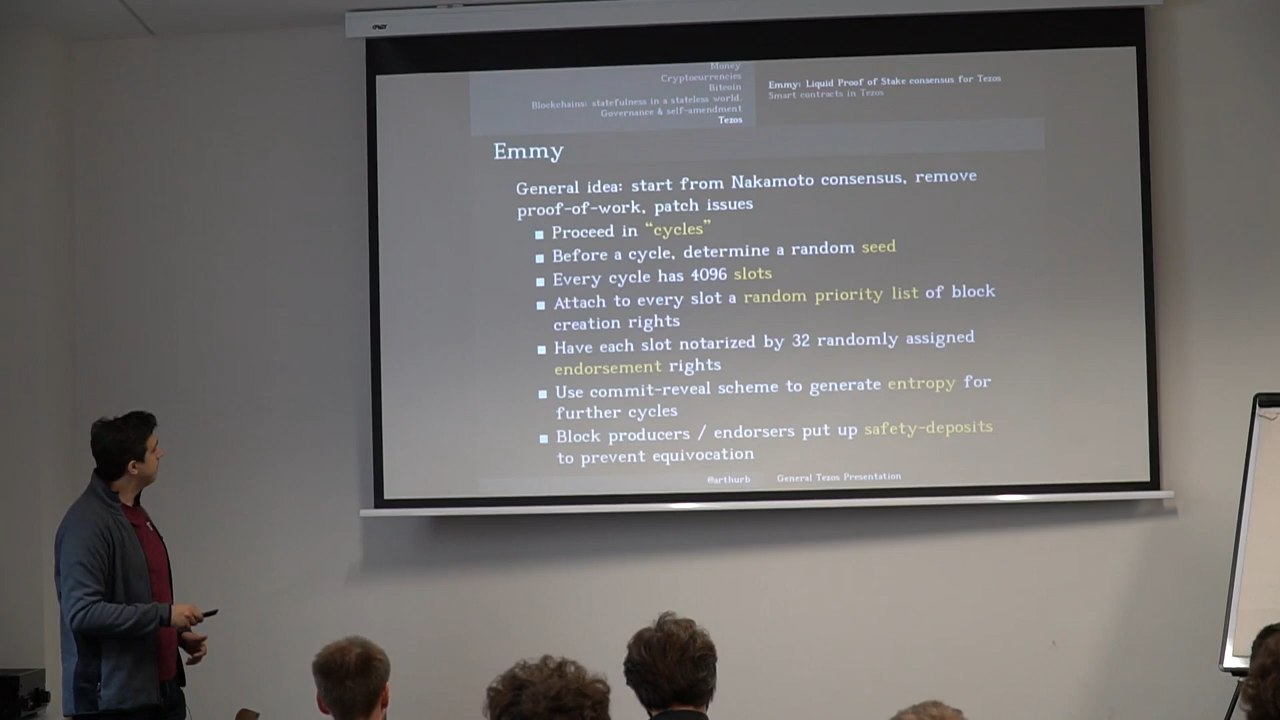 Money
Cryptocurrencies
Bitcoin
Blockchains: statefulness in a stateless world.
Governance & self-amendment
Tezos
Emmy: Liquid Proof of Stake consensus for Tezos
Smart contracts in Tezos
Emmy
General idea: start from Nakamoto consensus, remove
proof-of-work, patch issues
Proceed in “cycles”
Before a cycle, determine a random seed
Every cycle has 4096 slots
Attach to every slot a random priority list of block
creation rights
Have each slot notarized by 32 randomly assigned
endorsement rights
Use commit-reveal scheme to generate entropy for
further cycles
Block producers / endorsers put up safety-deposits
to prevent equivocation
@arthurb General Tezos Presentation